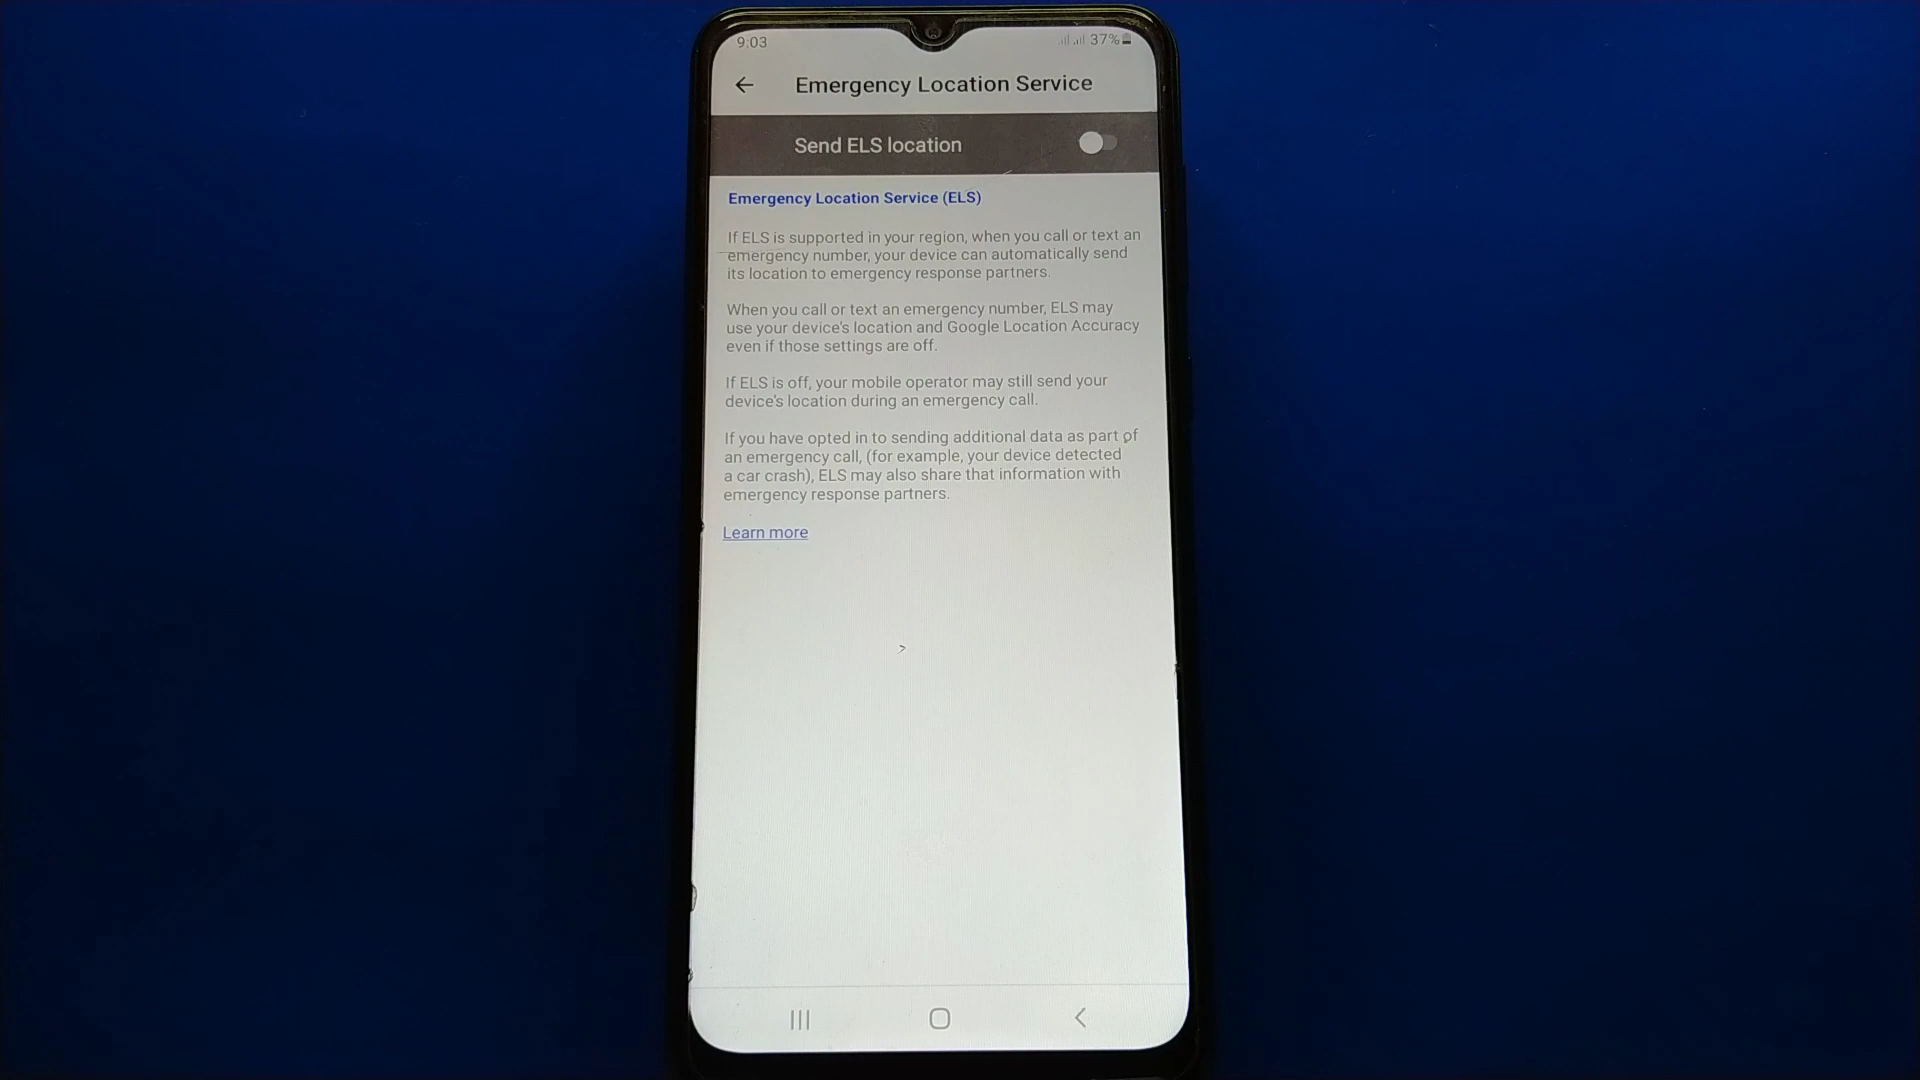 9:03
37%
Emergency Location Service
Send ELS location
Emergency Location Service (ELS)
If ELS is supported in your region, when you call or text an
emergency number, your device can automatically send
its location to emergency response partners.
When you call or text an emergency number, ELS may
use your device's location and Google Location Accuracy
even if those settings are off.
If ELS is off, your mobile operator may still send your
device's location during an emergency call.
If you have opted in to sending additional data as part of
an emergency call, (for example, your device detected
a car crash), ELS may also share that information with
emergency response partners.
Learn more